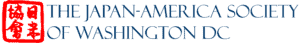 日米
協會
THE JAPAN-AMERICA SOCIETY
OF WASHINGTON DC